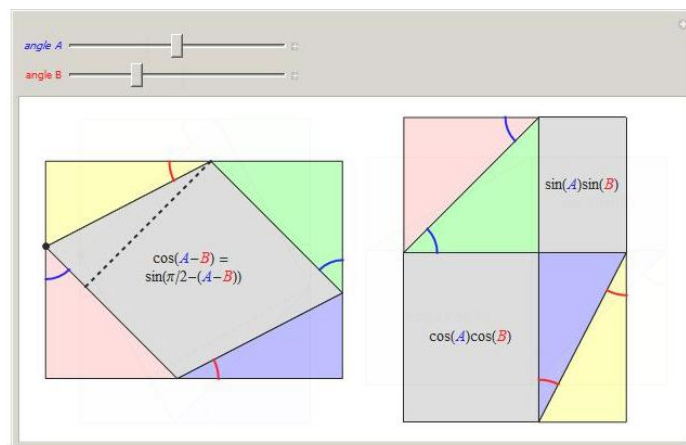 angle A
angle B
cos(A−B) =
sin(π/2−(A−B))
sin(A)sin(B)
cos(A)cos(B)